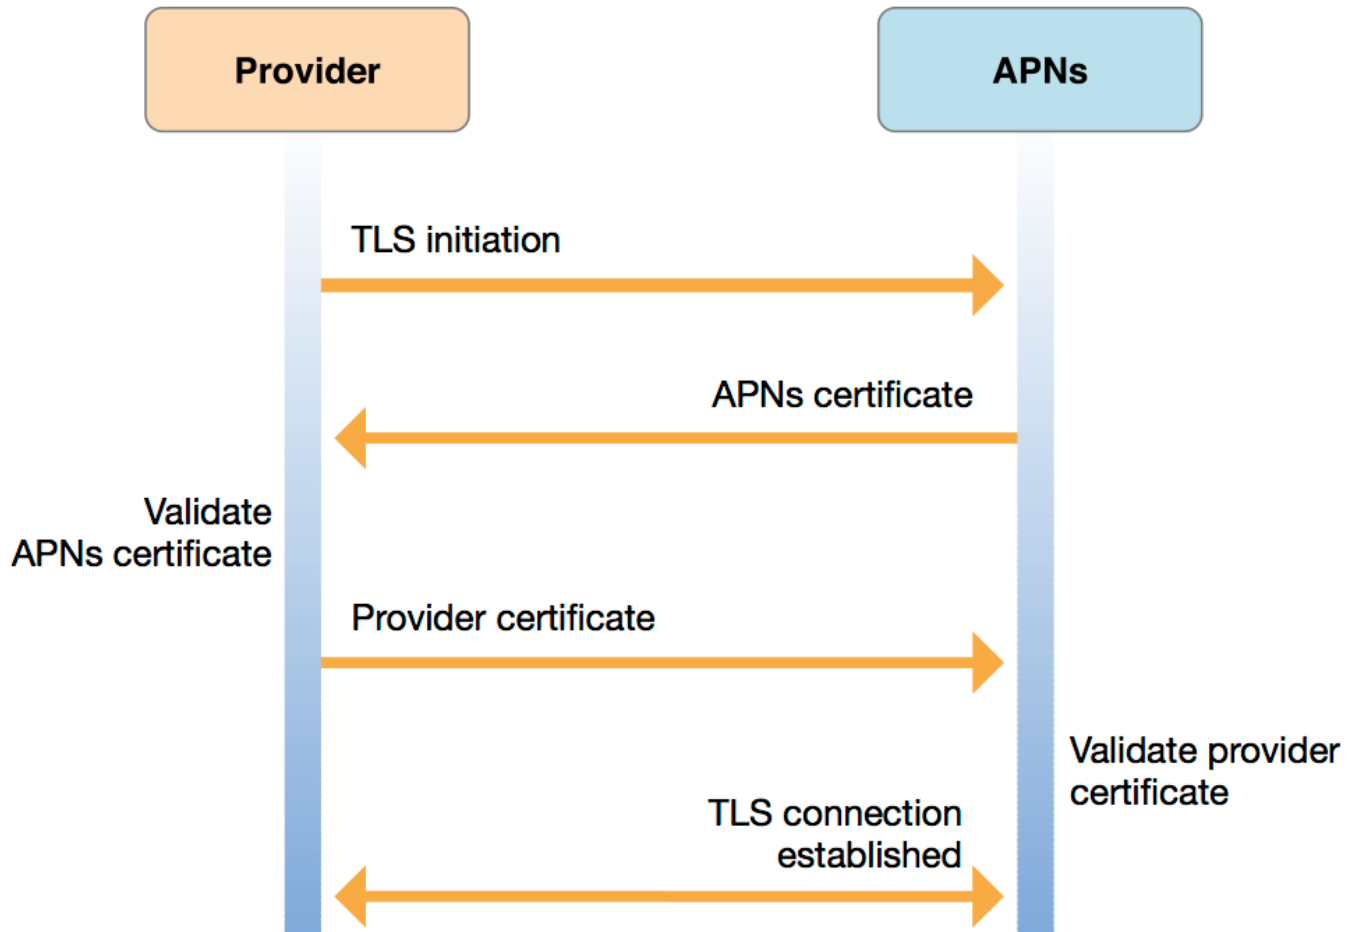 Provider
APNs
TLS initiation
APNs certificate
Validate
APNs certificate
Provider certificate
Validate provider
certificate
TLS connection
established